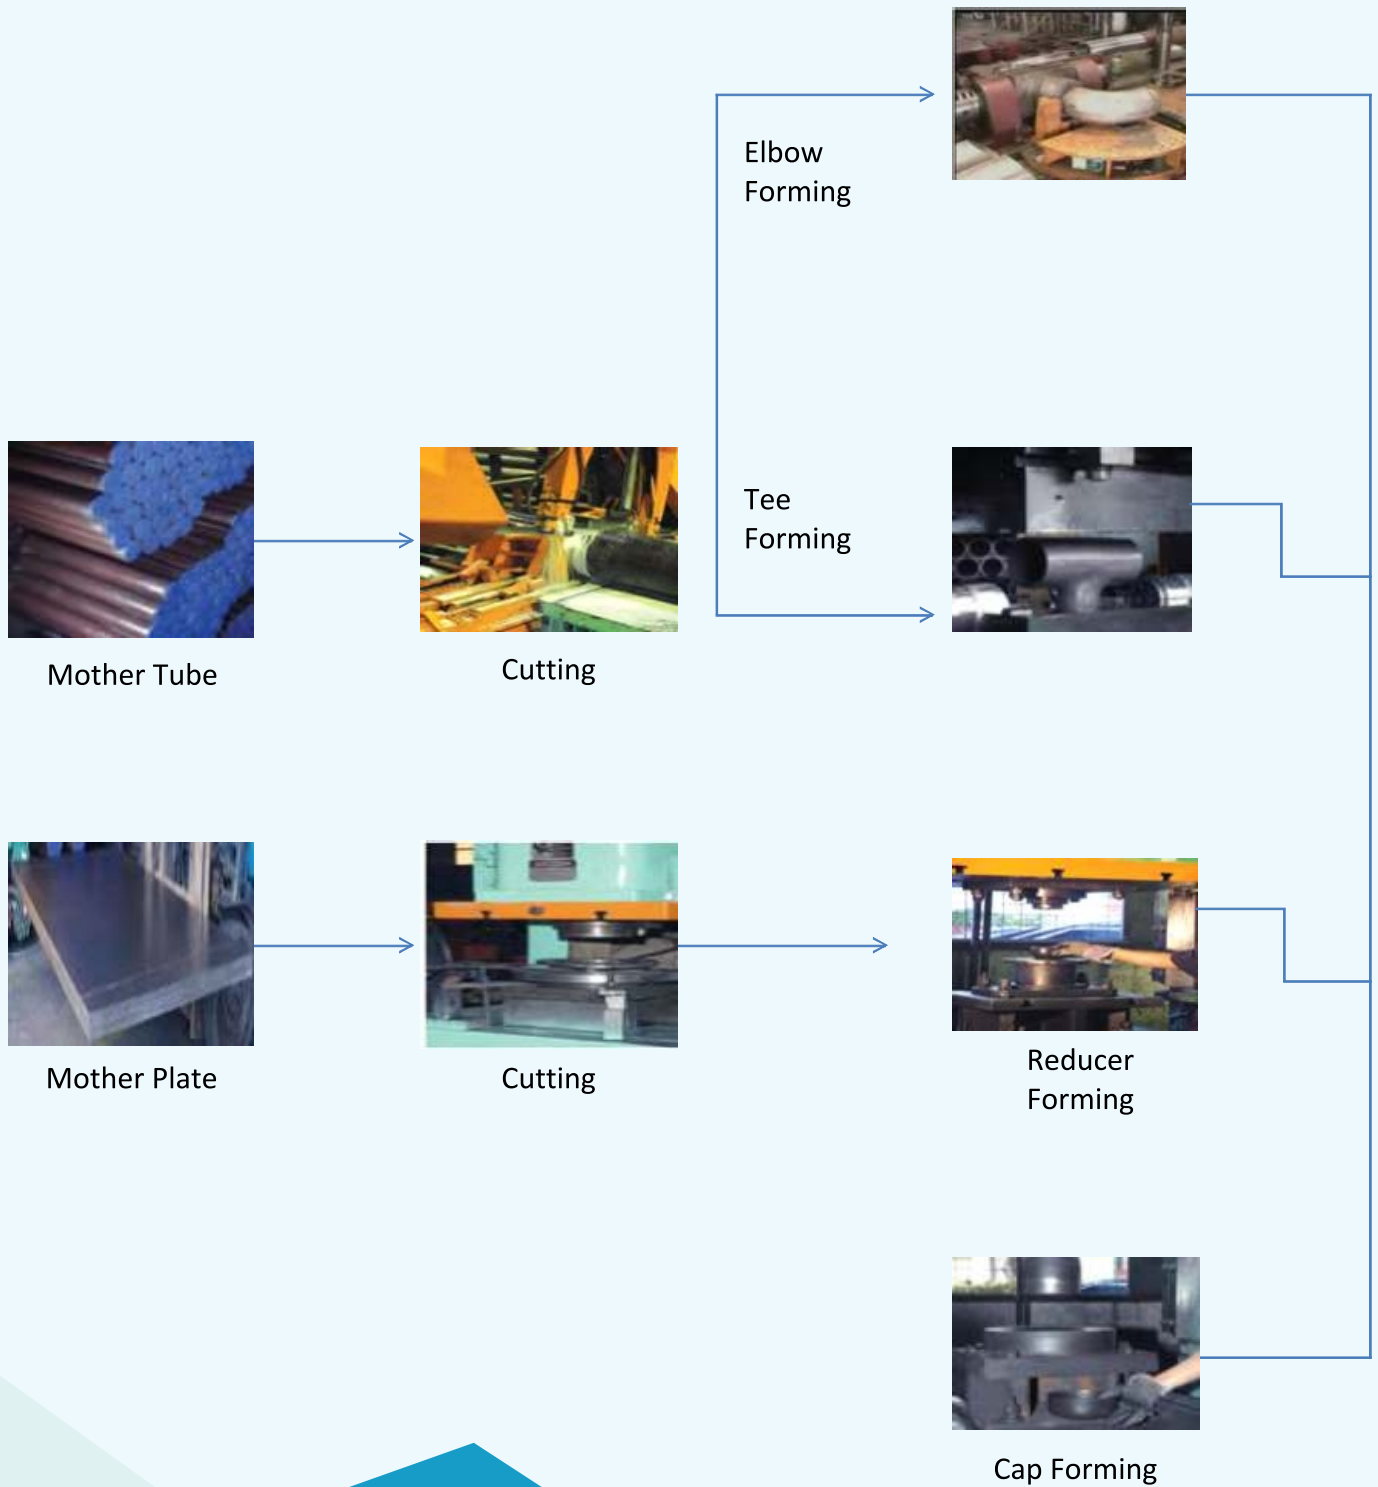 Elbow
Forming
Tee
Forming
Mother Tube
Cutting
Mother Plate
Cutting
Reducer
Forming
Cap Forming